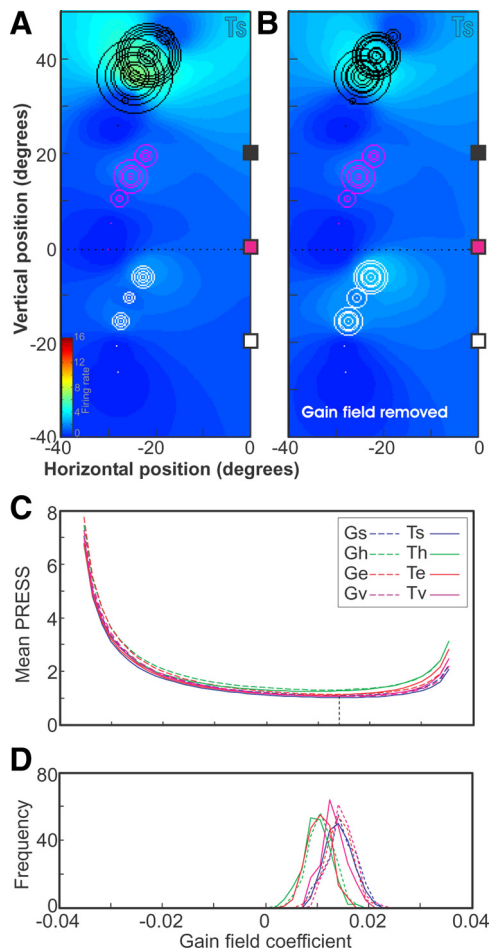 A
B
Ts
Ts
Vertical position (degrees)
40
20
0
-20
-40
16
12
8
4
0
Firing rate
Gain field removed
-40
-20
0
-40
-20
0
Horizontal position (degrees)
C
Mean PRESS
8
6
4
2
0
Gs
Ts
Gh
Th
Ge
Te
Gv
Tv
D
Frequency
80
40
0
-0.04
-0.02
0
0.02
0.04
Gain field coefficient